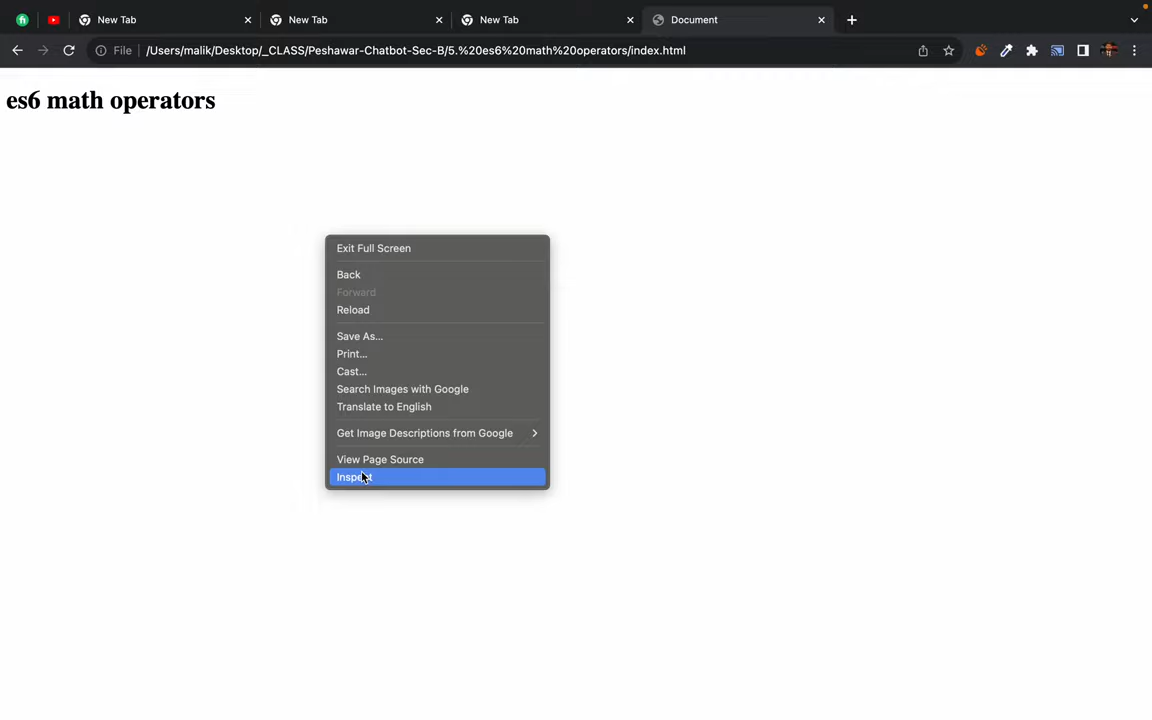 New Tab
New Tab
New Tab
Document
File
/Users/malik/Desktop/_CLASS/Peshawar-Chatbot-Sec-B/5.%20es6%20math%20operators/index.html
es6 math operators
Exit Full Screen
Back
Forward
Reload
Save As...
Print...
Cast...
Search Images with Google
Translate to English
Get Image Descriptions from Google
View Page Source
Inspect